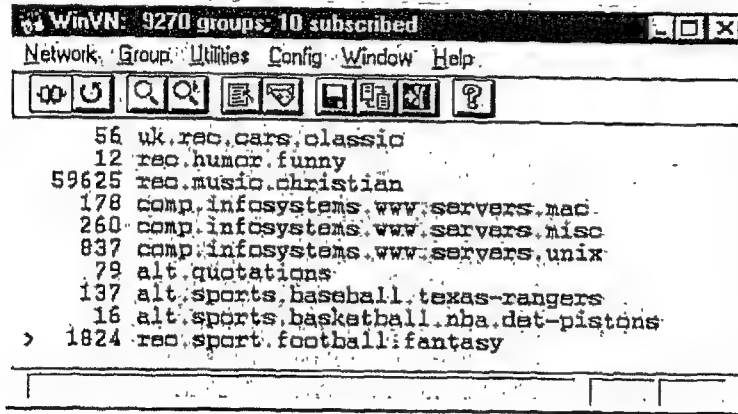 WinVN: 9270 groups; 10 subscribed
Network Group Utilities Config Window Help
56 uk.rec.cars.classic
12 rec.humor.funny
59625 rec.music.christian
178 comp.infosystems.www.servers.mac
260 comp.infosystems.www.servers.misc
837 comp.infosystems.www.servers.unix
79 alt.quotations
137 alt.sports.baseball.texas-rangers
16 alt.sports.basketball.nba.det-pistons
> 1824 rec.sport.football.fantasy